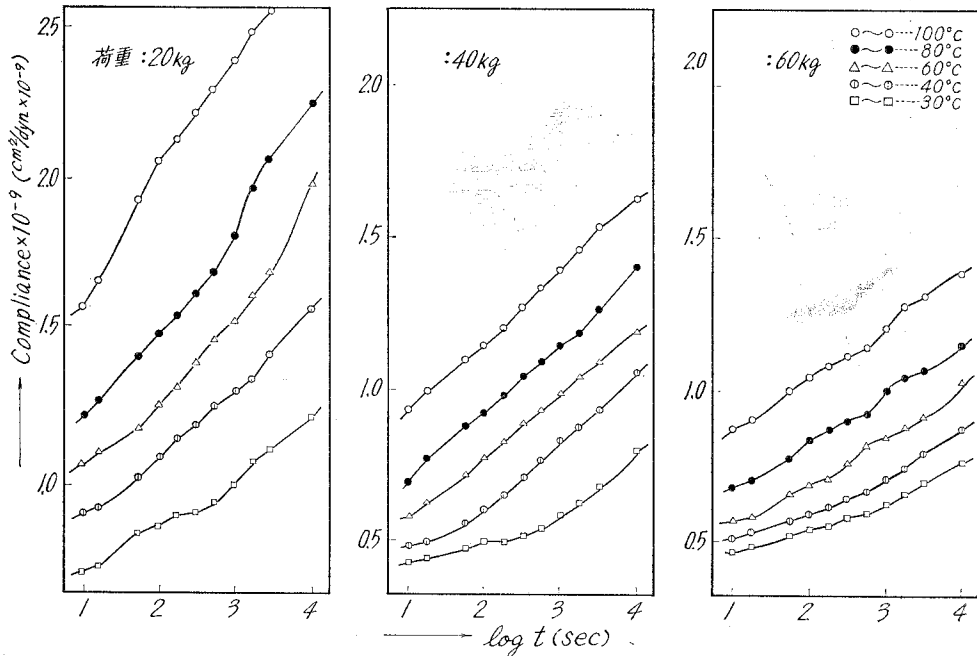 Compliance×10⁻⁹ (cm²/dyn×10⁻⁹)
荷重:20kg
2.5
2.0
1.5
1.0
1 2 3 4
:40kg
2.0
1.5
1.0
0.5
1 2 3 4
:60kg
100°C
80°C
60°C
40°C
30°C
2.0
1.5
1.0
0.5
1 2 3 4
log t (sec)